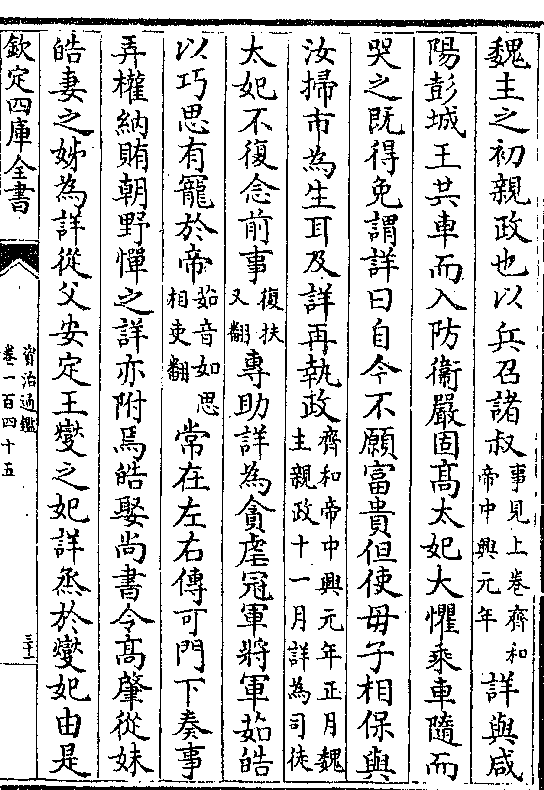 魏主之初親政也以兵召諸叔事見上卷齊和帝中興元年詳與咸
陽彭城王共車而入防衛嚴固髙太妃大懼乗車隨而
哭之既得免謂詳曰自今不願富貴但使毋子相保與
汝掃市為生耳及詳再執政齊和帝中興元年正月魏主親政十一月詳為司徒
太妃不復念前事復扶又翻專助詳為貪虐冠軍將軍茹皓
以巧思有寵於帝茹音如思相吏翻常在左右傳可門下奏事
弄權納賄朝野憚之詳亦附焉皓娶尚書令髙肇從妹
皓妻之姊為詳從父安定王燮之妃詳烝於燮妃由是
欽定四庫全書
資治通鑑
卷一百四十五
三十